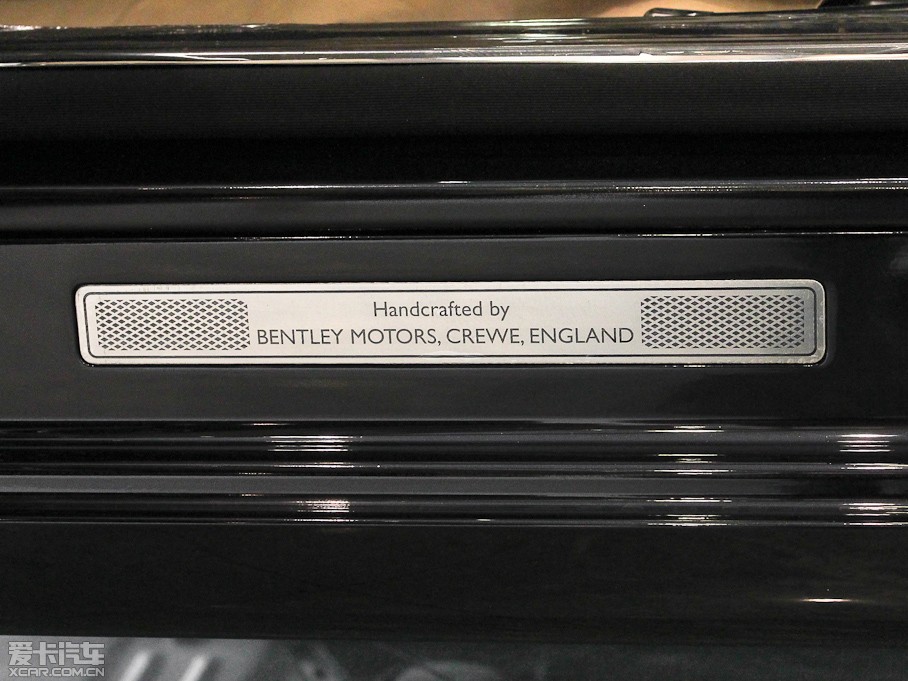 Handcrafted by
BENTLEY MOTORS, CREWE, ENGLAND
爱卡汽车
XCAR.COM.CN